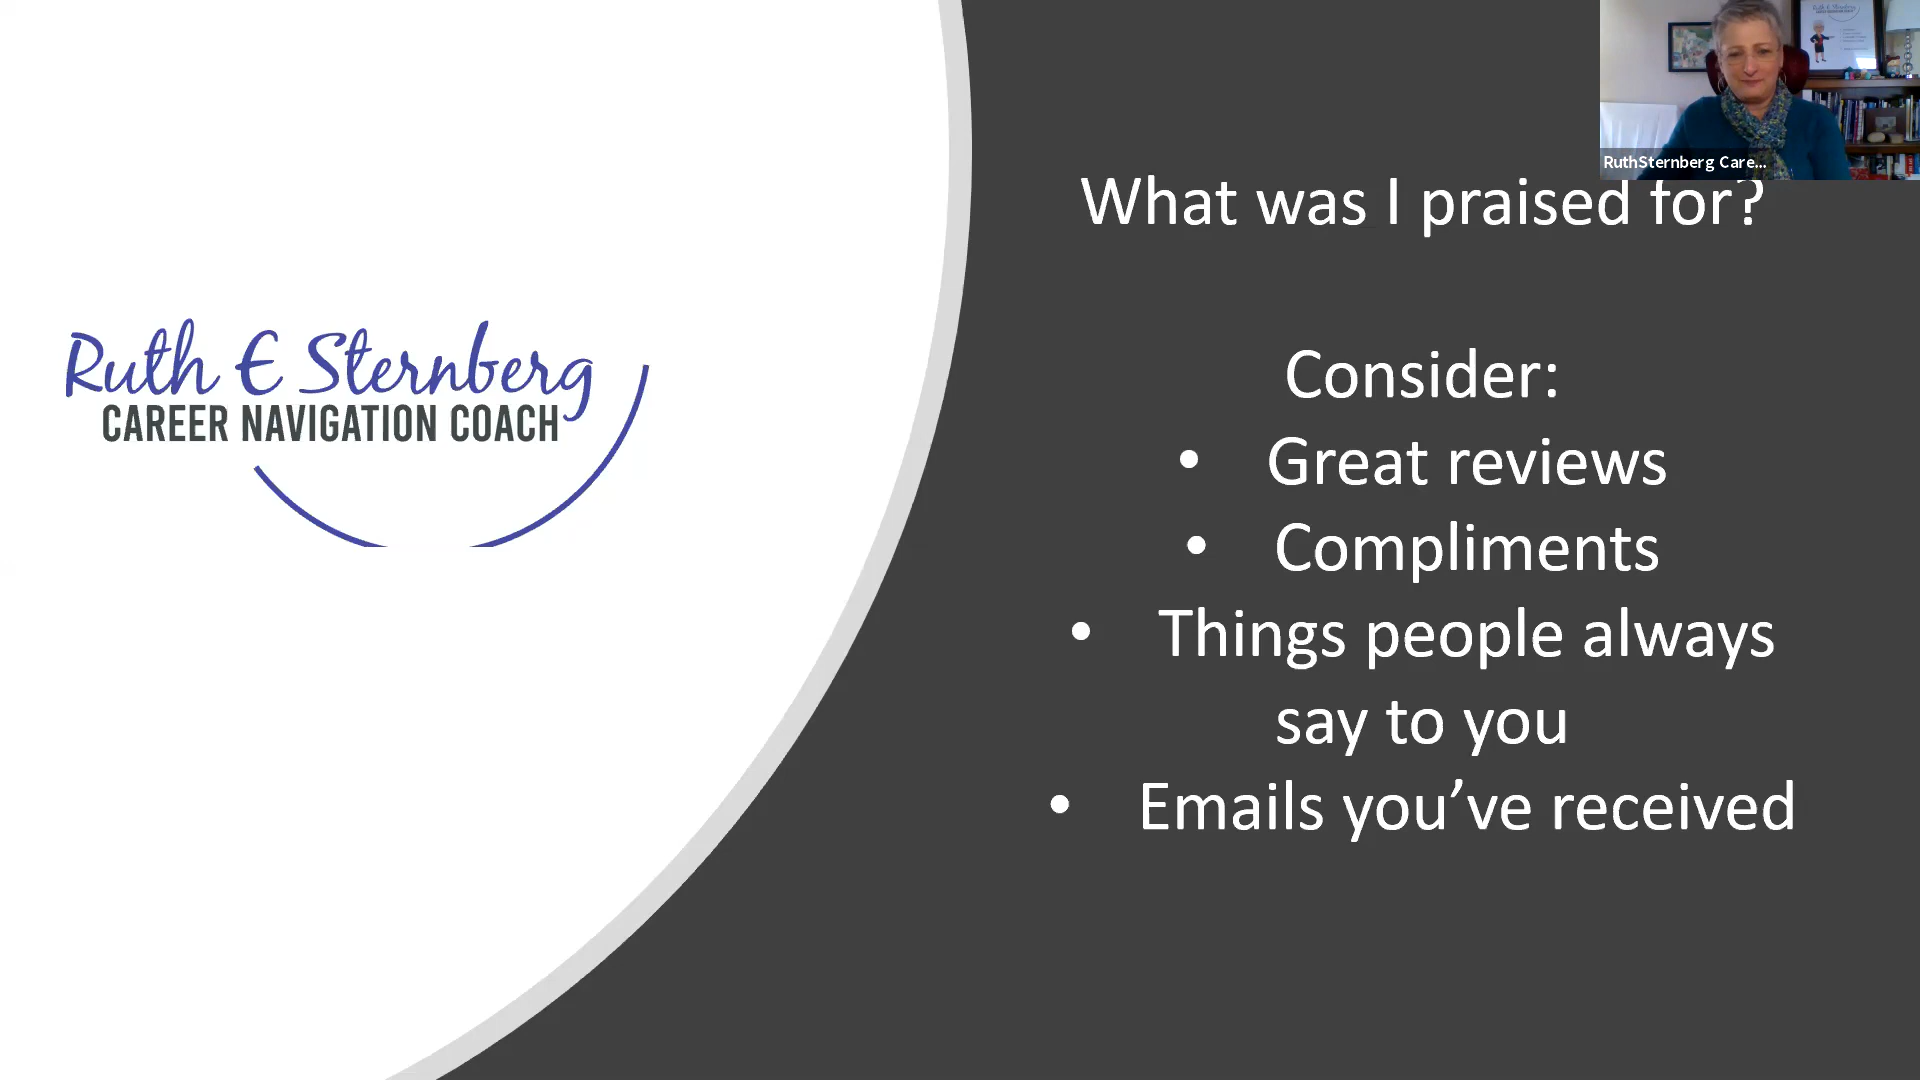 RuthSternberg Care...
What was I praised for?
Ruth E Sternberg
CAREER NAVIGATION COACH
Consider:
• Great reviews
• Compliments
• Things people always
say to you
• Emails you’ve received